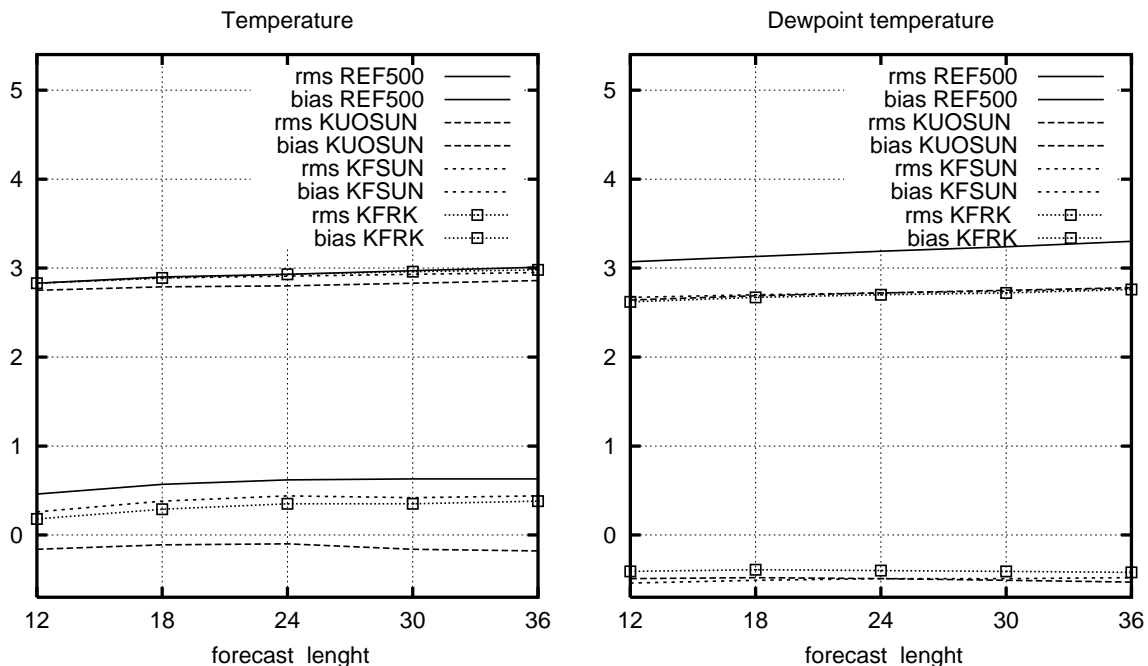 Temperature
5
4
3
2
1
0
rms REF500
bias REF500
rms KUOSUN
bias KUOSUN
rms KFSUN
bias KFSUN
rms KFRK
bias KFRK
12 18 24 30 36
forecast lenght
Dewpoint temperature
5
4
3
2
1
0
rms REF500
bias REF500
rms KUOSUN
bias KUOSUN
rms KFSUN
bias KFSUN
rms KFRK
bias KFRK
12 18 24 30 36
forecast lenght